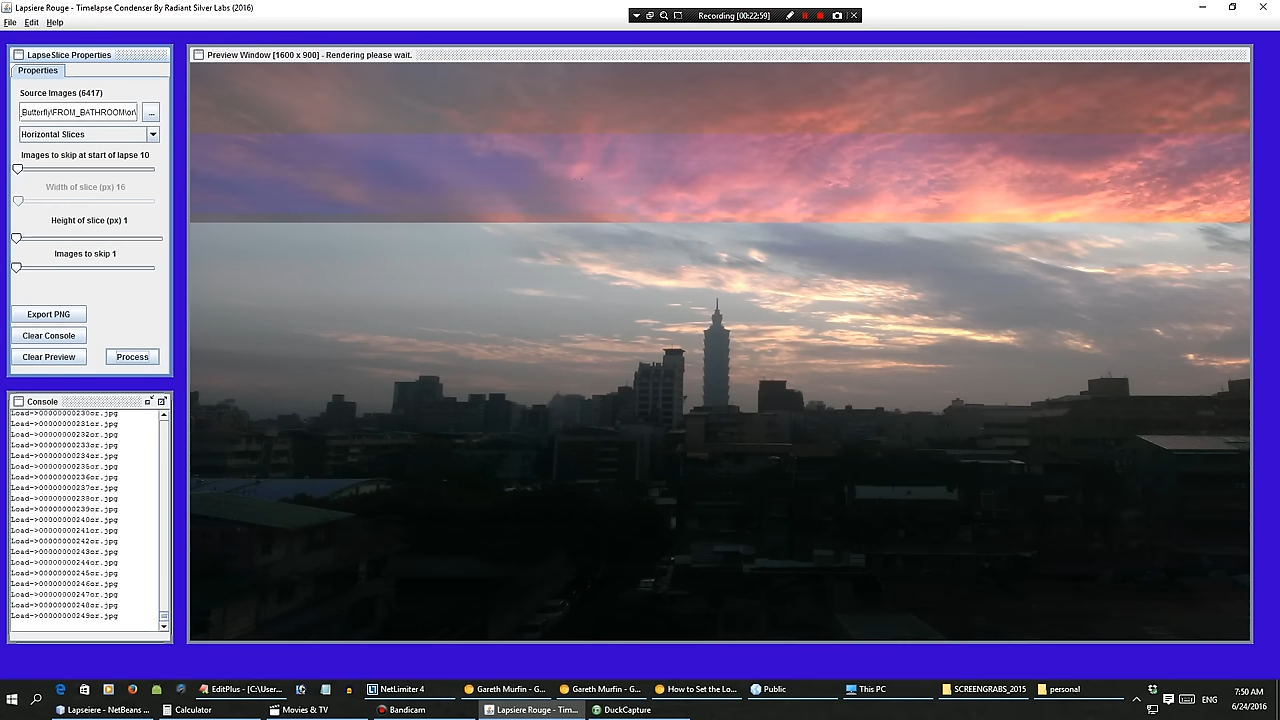 Lapsiere Rouge - Timelapse Condenser By Radiant Silver Labs (2016)
Recording [00:22:59]
File Edit Help
LapseSlice Properties
Properties
Source Images (6417)
Butterfly\FROM_BATHROOM\or\
...
Horizontal Slices
Images to skip at start of lapse 10
Width of slice (px) 16
Height of slice (px) 1
Images to skip 1
Export PNG
Clear Console
Clear Preview
Process
Preview Window [1600 x 900] - Rendering please wait.
Console
Load->00000000230or.jpg
Load->00000000231or.jpg
Load->00000000232or.jpg
Load->00000000233or.jpg
Load->00000000234or.jpg
Load->00000000235or.jpg
Load->00000000236or.jpg
Load->00000000237or.jpg
Load->00000000238or.jpg
Load->00000000239or.jpg
Load->00000000240or.jpg
Load->00000000241or.jpg
Load->00000000242or.jpg
Load->00000000243or.jpg
Load->00000000244or.jpg
Load->00000000245or.jpg
Load->00000000246or.jpg
Load->00000000247or.jpg
Load->00000000248or.jpg
Load->00000000249or.jpg
EditPlus - [C:\User...
NetLimiter 4
Gareth Murfin - G...
Gareth Murfin - G...
How to Set the Lo...
Public
This PC
SCREENGRABS_2015
personal
Lapseiere - NetBeans ...
Calculator
Movies & TV
Bandicam
Lapsiere Rouge - Tim...
DuckCapture
ENG
7:50 AM
6/24/2016